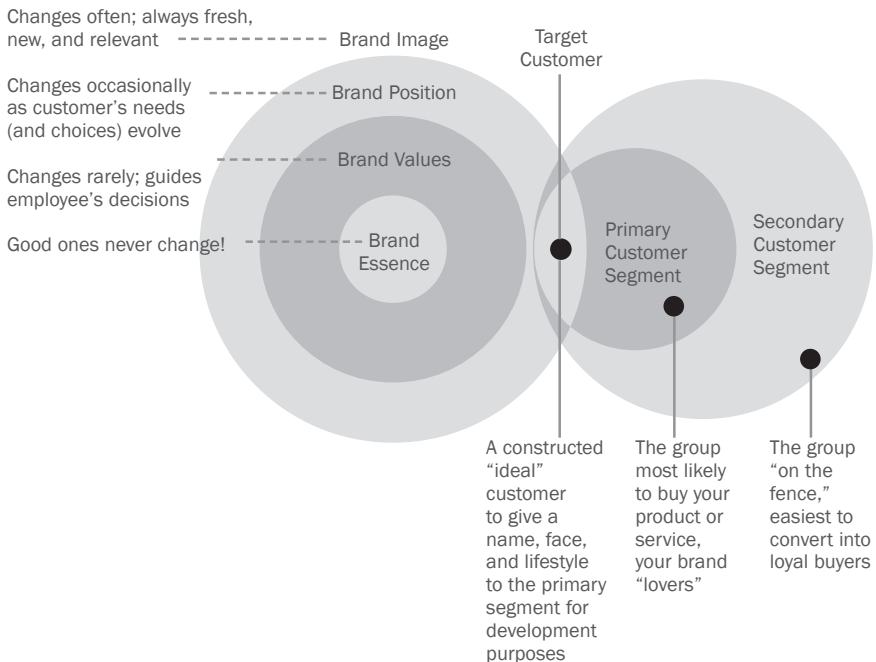 Changes often; always fresh,
new, and relevant
Brand Image
Changes occasionally
as customer’s needs
(and choices) evolve
Brand Position
Changes rarely; guides
employee’s decisions
Brand Values
Good ones never change!
Brand
Essence
Target
Customer
Primary
Customer
Segment
Secondary
Customer
Segment
A constructed
“ideal”
customer
to give a
name, face,
and lifestyle
to the primary
segment for
development
purposes
The group
most likely
to buy your
product or
service,
your brand
“lovers”
The group
“on the
fence,”
easiest to
convert into
loyal buyers